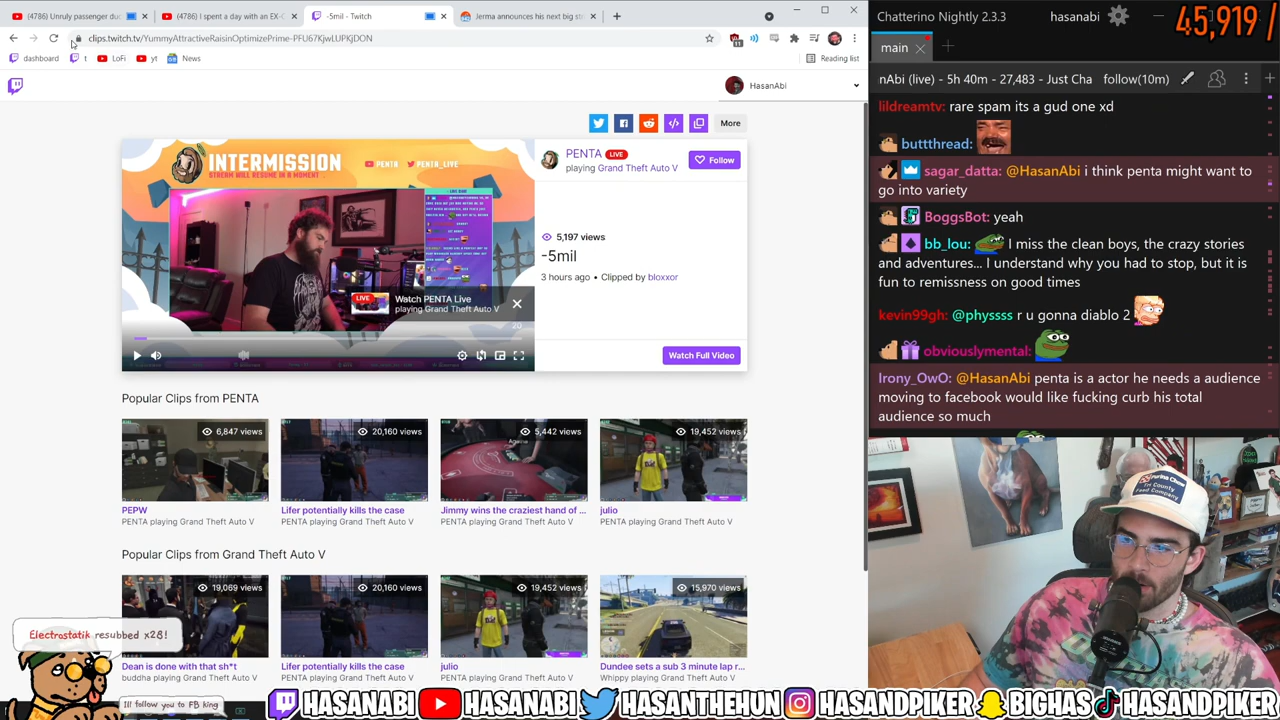 (4786) Unruly passenger duc
(4786) I spent a day with an EX-C
-5mil - Twitch
Jerma announces his next big st
clips.twitch.tv/YummyAttractiveRaisinOptimizePrime-PFU67KjwLUPKjDOL
dashboard
t
LoFi
yt
News
Reading list
HasanAbi
More
INTERMISSION
STREAM WILL RESUME IN A MOMENT
PENTA
PENTA_LIVE
LIVE
Watch PENTA Live
playing Grand Theft Auto V
PENTA LIVE
playing Grand Theft Auto V
Follow
5,197 views
-5mil
3 hours ago • Clipped by bloxxor
Watch Full Video
Popular Clips from PENTA
6,847 views
20,160 views
5,442 views
19,452 views
PEPW
PENTA playing Grand Theft Auto V
Lifer potentially kills the case
PENTA playing Grand Theft Auto V
Jimmy wins the craziest hand of ...
PENTA playing Grand Theft Auto V
julio
PENTA playing Grand Theft Auto V
Popular Clips from Grand Theft Auto V
19,069 views
20,160 views
19,452 views
15,970 views
Dean is done with that sh*t
buddha playing Grand Theft Auto V
Lifer potentially kills the case
PENTA playing Grand Theft Auto V
julio
PENTA playing Grand Theft Auto V
Dundee sets a sub 3 minute lap r...
Whippy playing Grand Theft Auto V
Electrostatik resubbed x28!
Ill follow you to FB king
Chatterino Nightly 2.3.3
hasanabi
45,919 /
main
nAbi (live) - 5h 40m - 27,483 - Just Cha
follow(10m)
lildreamtv: rare spam its a gud one xd
buttthread:
sagar_datta: @HasanAbi i think penta might want to
go into variety
BoggsBot: yeah
bb_lou: I miss the clean boys, the crazy stories
and adventures... I understand why you had to stop, but it is
fun to remissness on good times
kevin99gh: @physsss r u gonna diablo 2
obviouslymental:
Irony_OwO: @HasanAbi penta is a actor he needs a audience
moving to facebook would like fucking curb his total
audience so much
HASANABI
HASANABI
HASANTHEHUN
HASANDPIKER
BIGHAS
HASANDPIKER